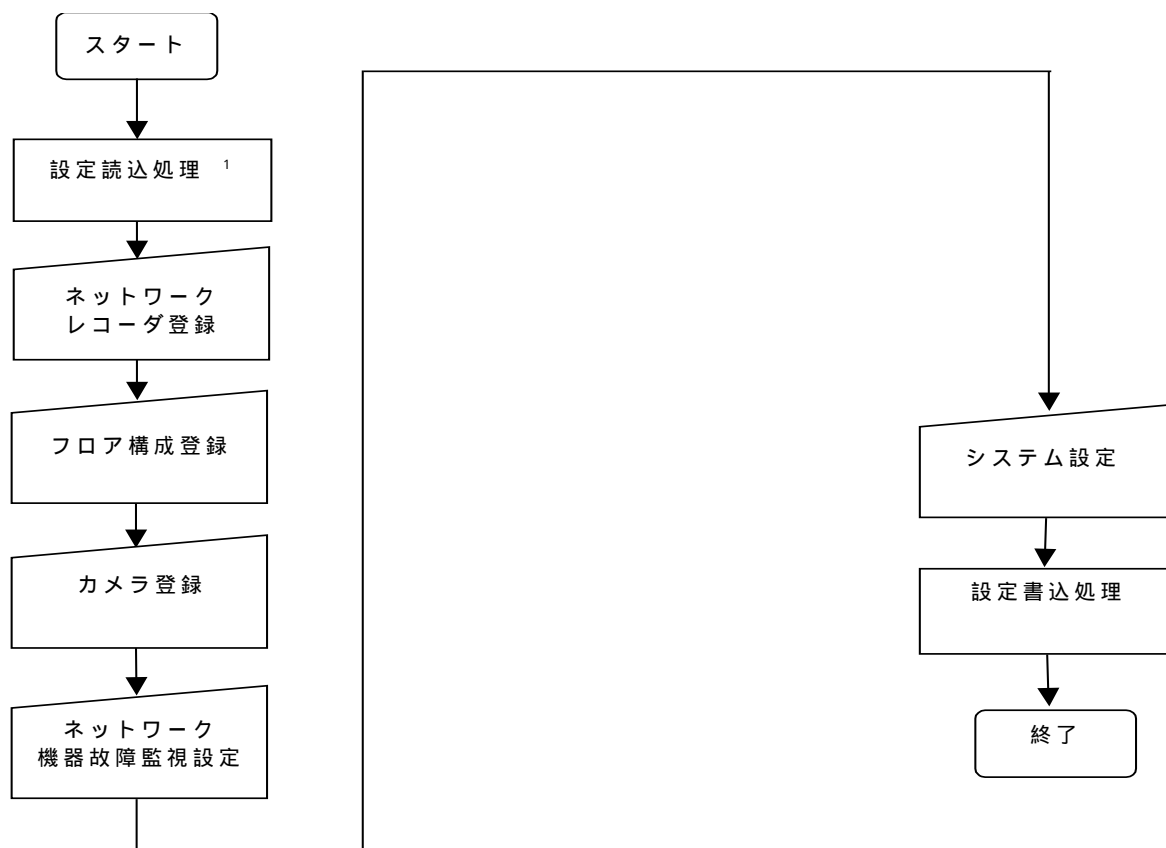 スタート
設定読込処理 1
ネットワーク
レコーダ登録
フロア構成登録
カメラ登録
ネットワーク
機器故障監視設定
システム設定
設定書込処理
終了